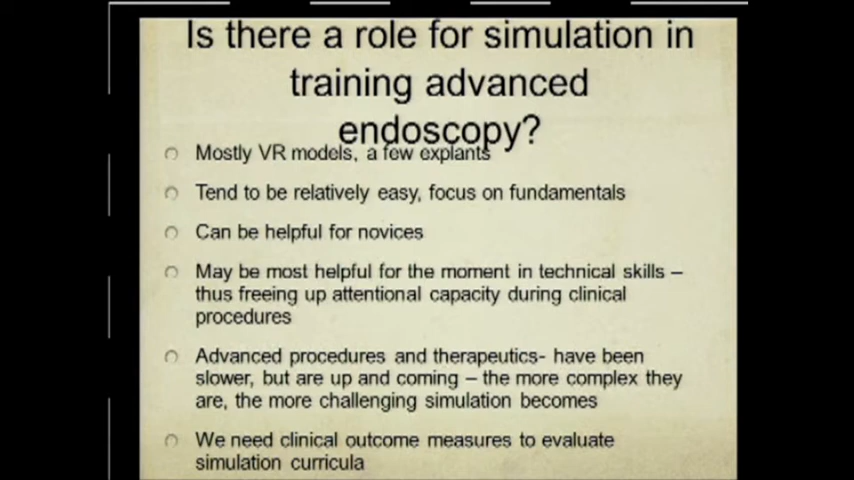 Is there a role for simulation in
training advanced
endoscopy?
Mostly VR models, a few explants
Tend to be relatively easy, focus on fundamentals
Can be helpful for novices
May be most helpful for the moment in technical skills –
thus freeing up attentional capacity during clinical
procedures
Advanced procedures and therapeutics- have been
slower, but are up and coming – the more complex they
are, the more challenging simulation becomes
We need clinical outcome measures to evaluate
simulation curricula